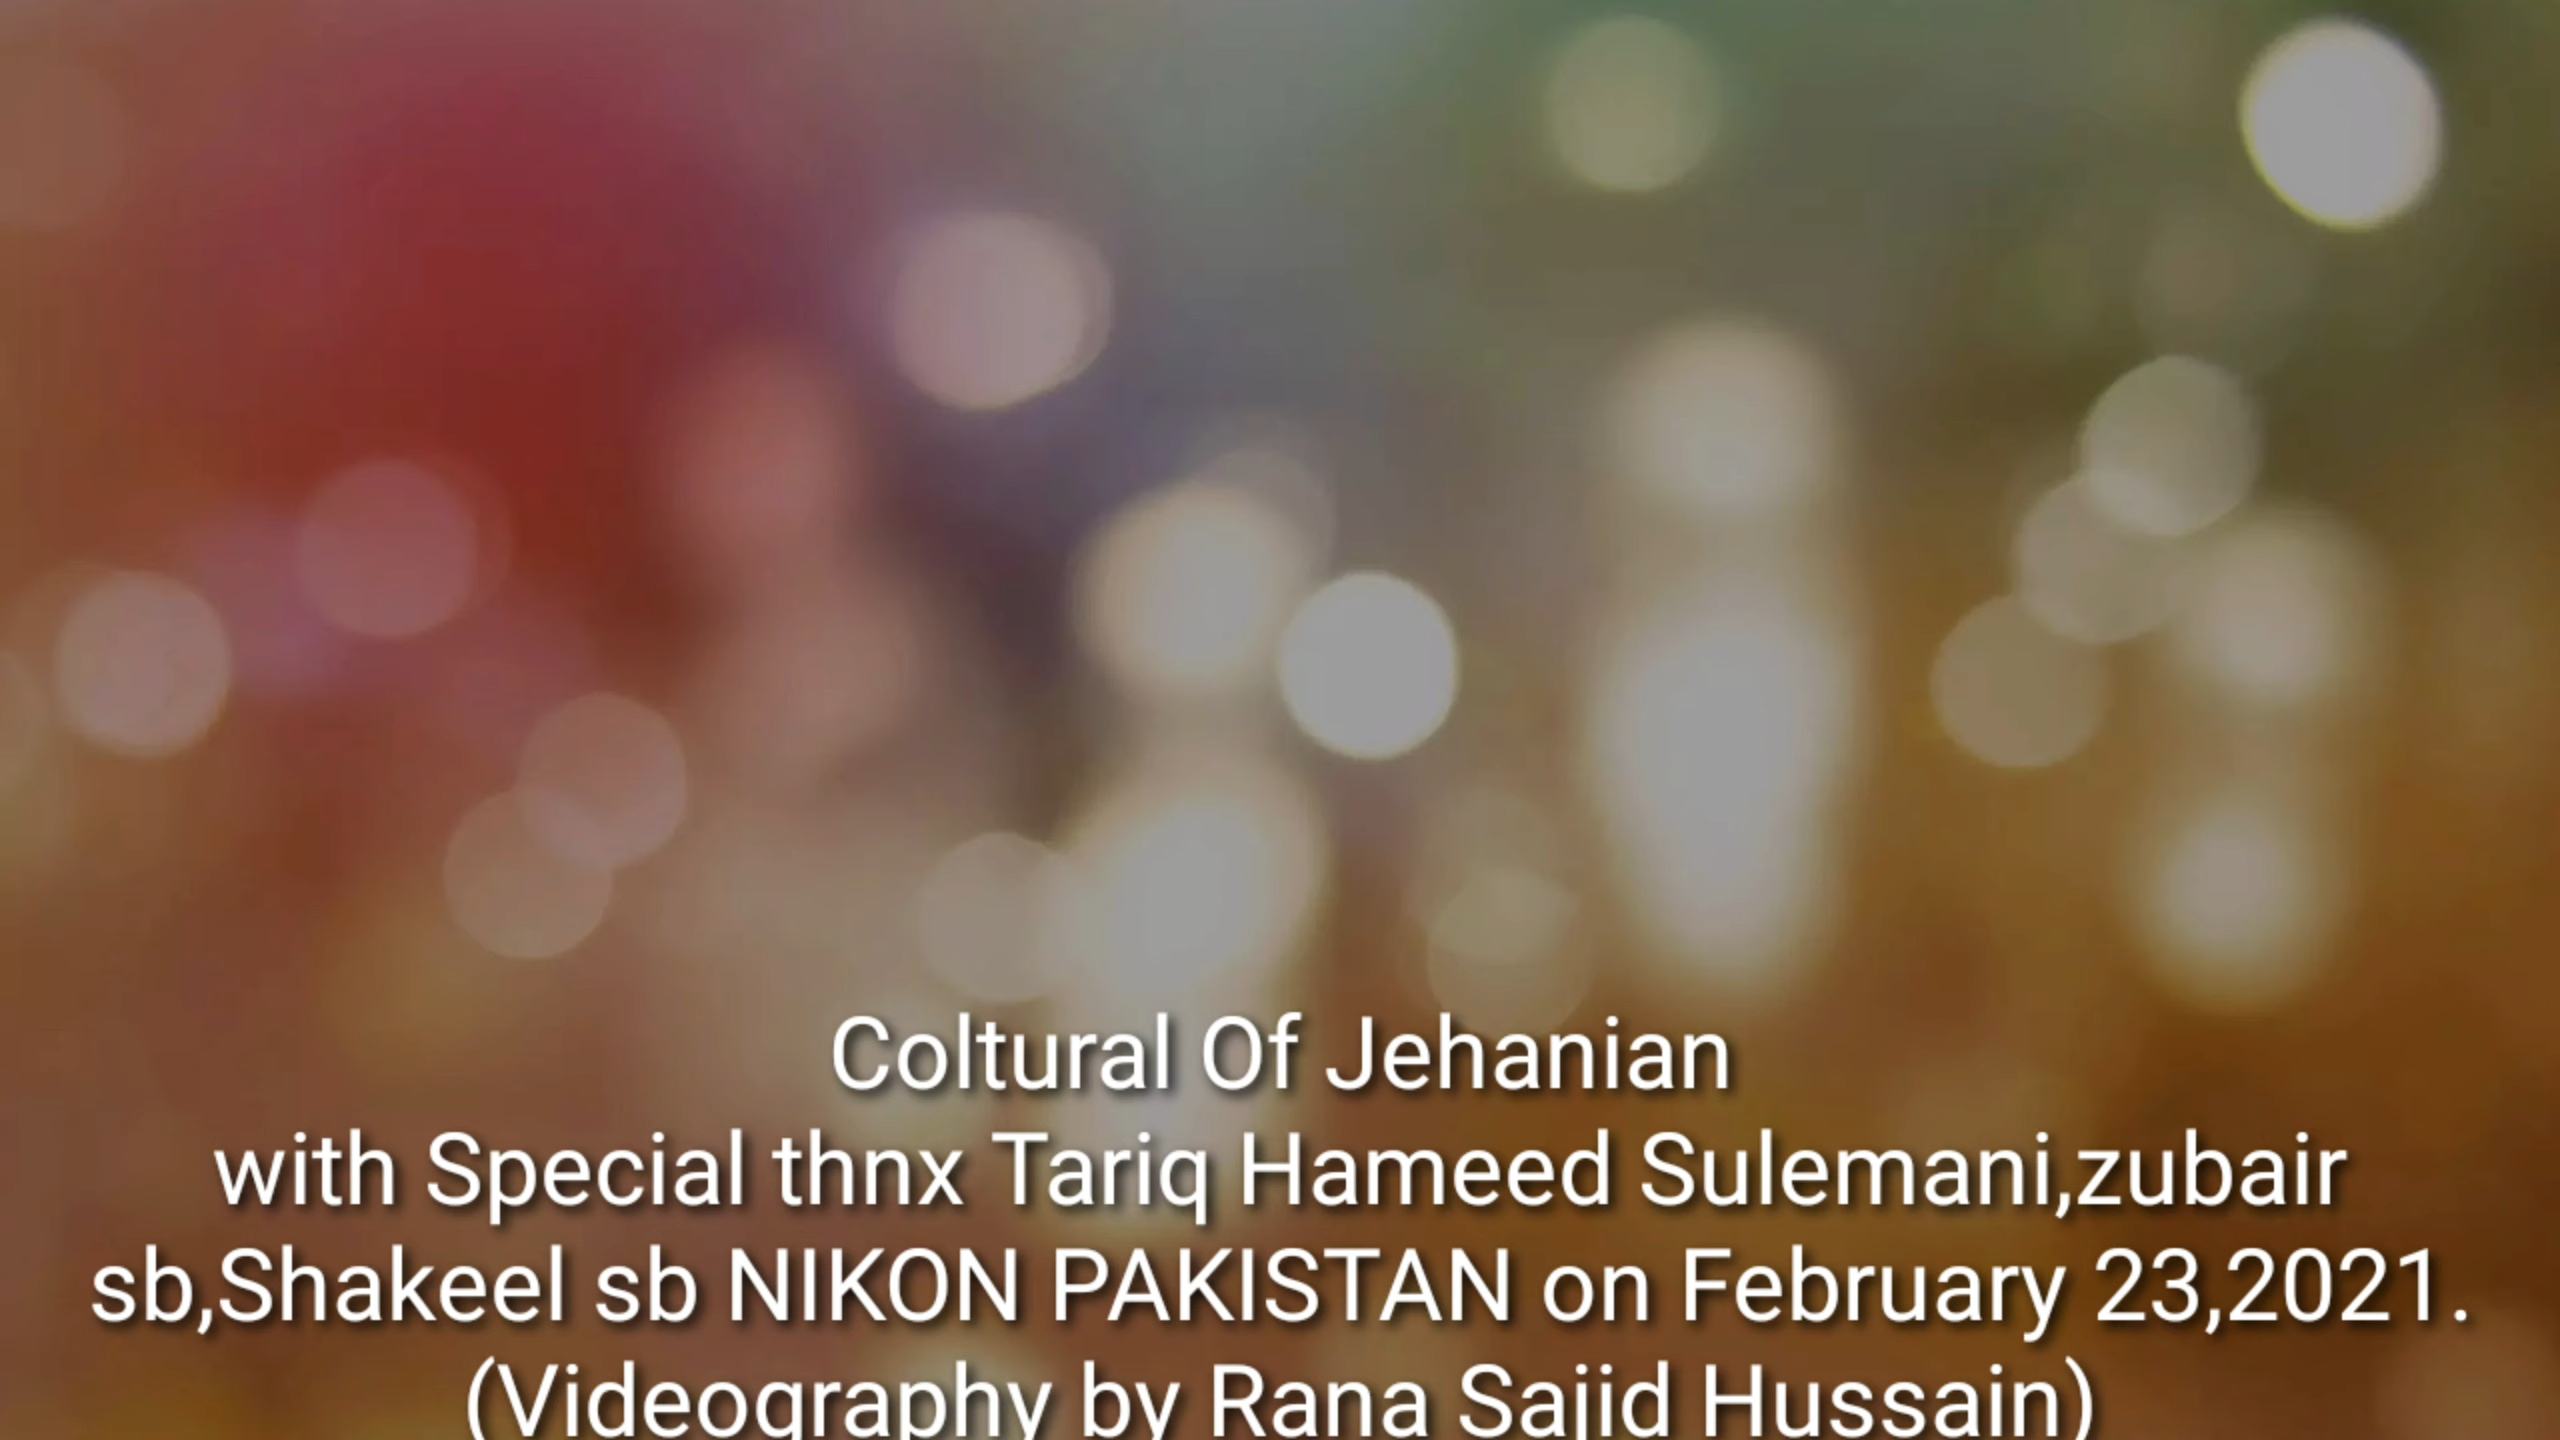 Coltural Of Jehanian
with Special thnx Tariq Hameed Sulemani,zubair
sb,Shakeel sb NIKON PAKISTAN on February 23,2021.
(Videography by Rana Sajid Hussain)